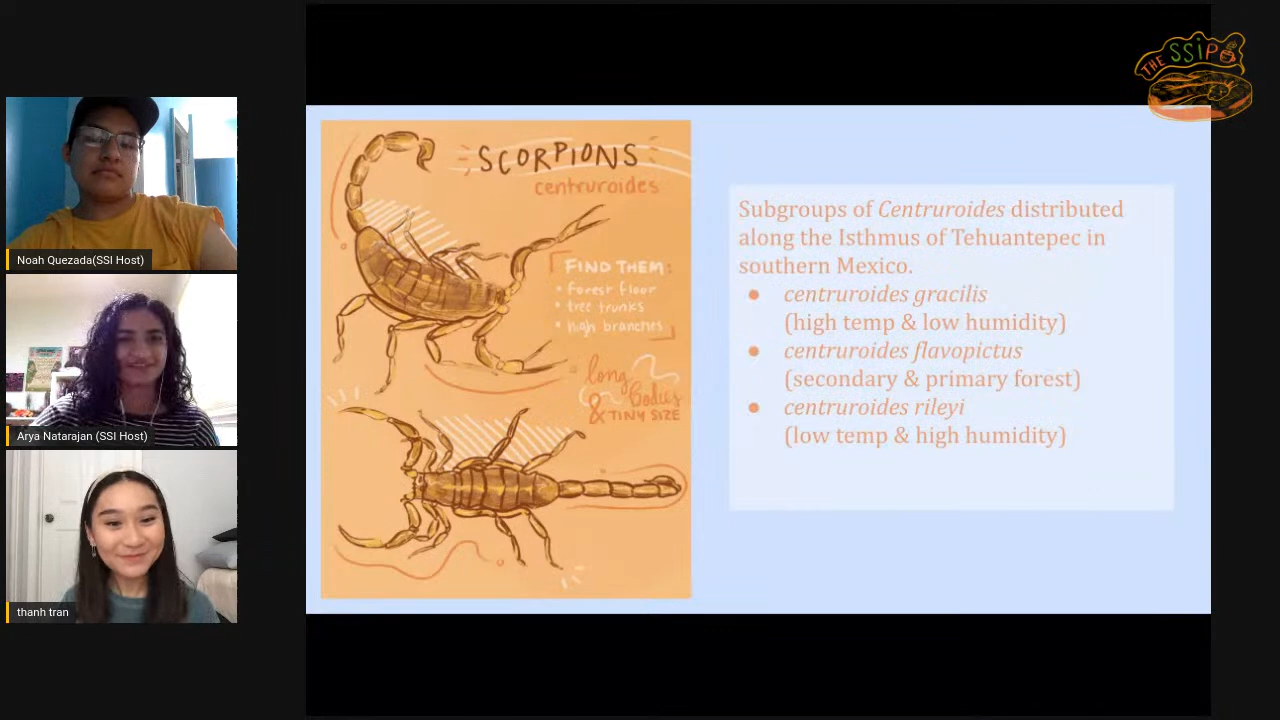 THE SSiP
SCORPIONS
centruroides
FIND THEM:
• forest floor
• tree trunks
• high branches
long
Bodies
& TINY SIZE
Subgroups of Centruroides distributed
along the Isthmus of Tehuantepec in
southern Mexico.
● centruroides gracilis
(high temp & low humidity)
● centruroides flavopictus
(secondary & primary forest)
● centruroides rileyi
(low temp & high humidity)
Noah Quezada(SSI Host)
Arya Natarajan (SSI Host)
thanh tran